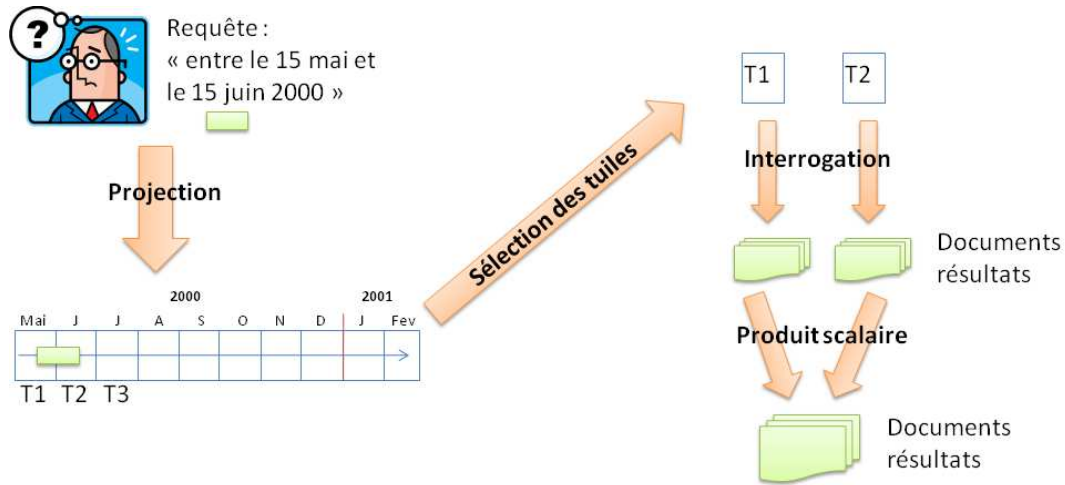 ?
Requête :
« entre le 15 mai et
le 15 juin 2000 »
Projection
2000 2001
Mai J J A S O N D J Fev
T1 T2 T3
Sélection des tuiles
T1 T2
Interrogation
Documents
résultats
Produit scalaire
Documents
résultats